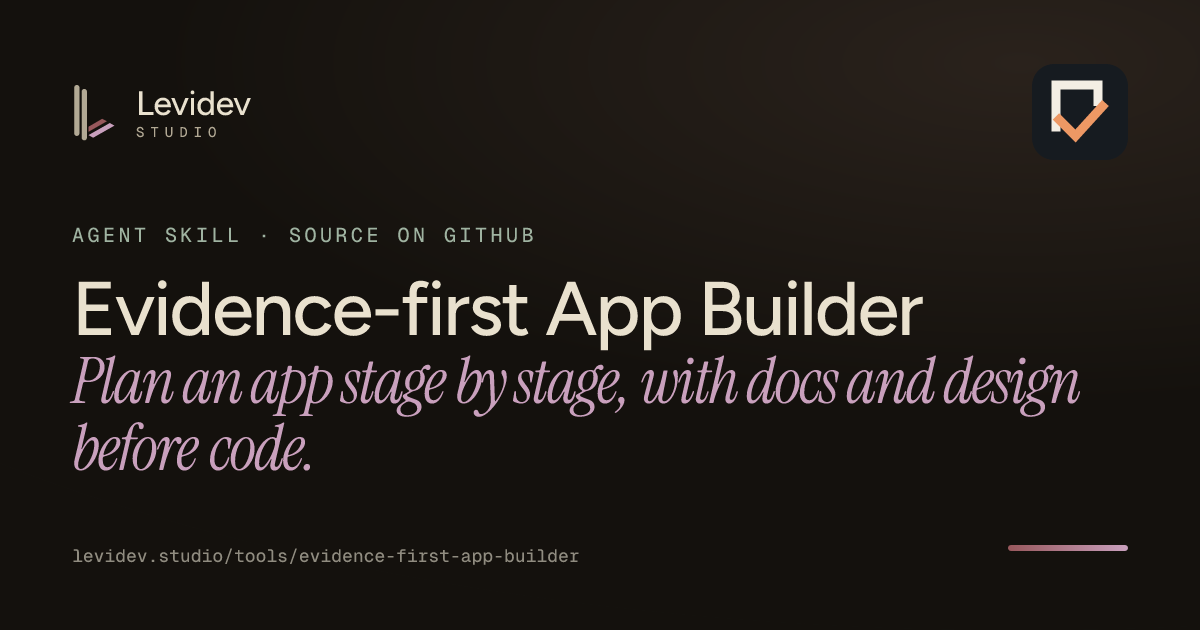 Levidev
STUDIO
AGENT SKILL · SOURCE ON GITHUB
Evidence-first App Builder
Plan an app stage by stage, with docs and design
before code.
levidev.studio/tools/evidence-first-app-builder